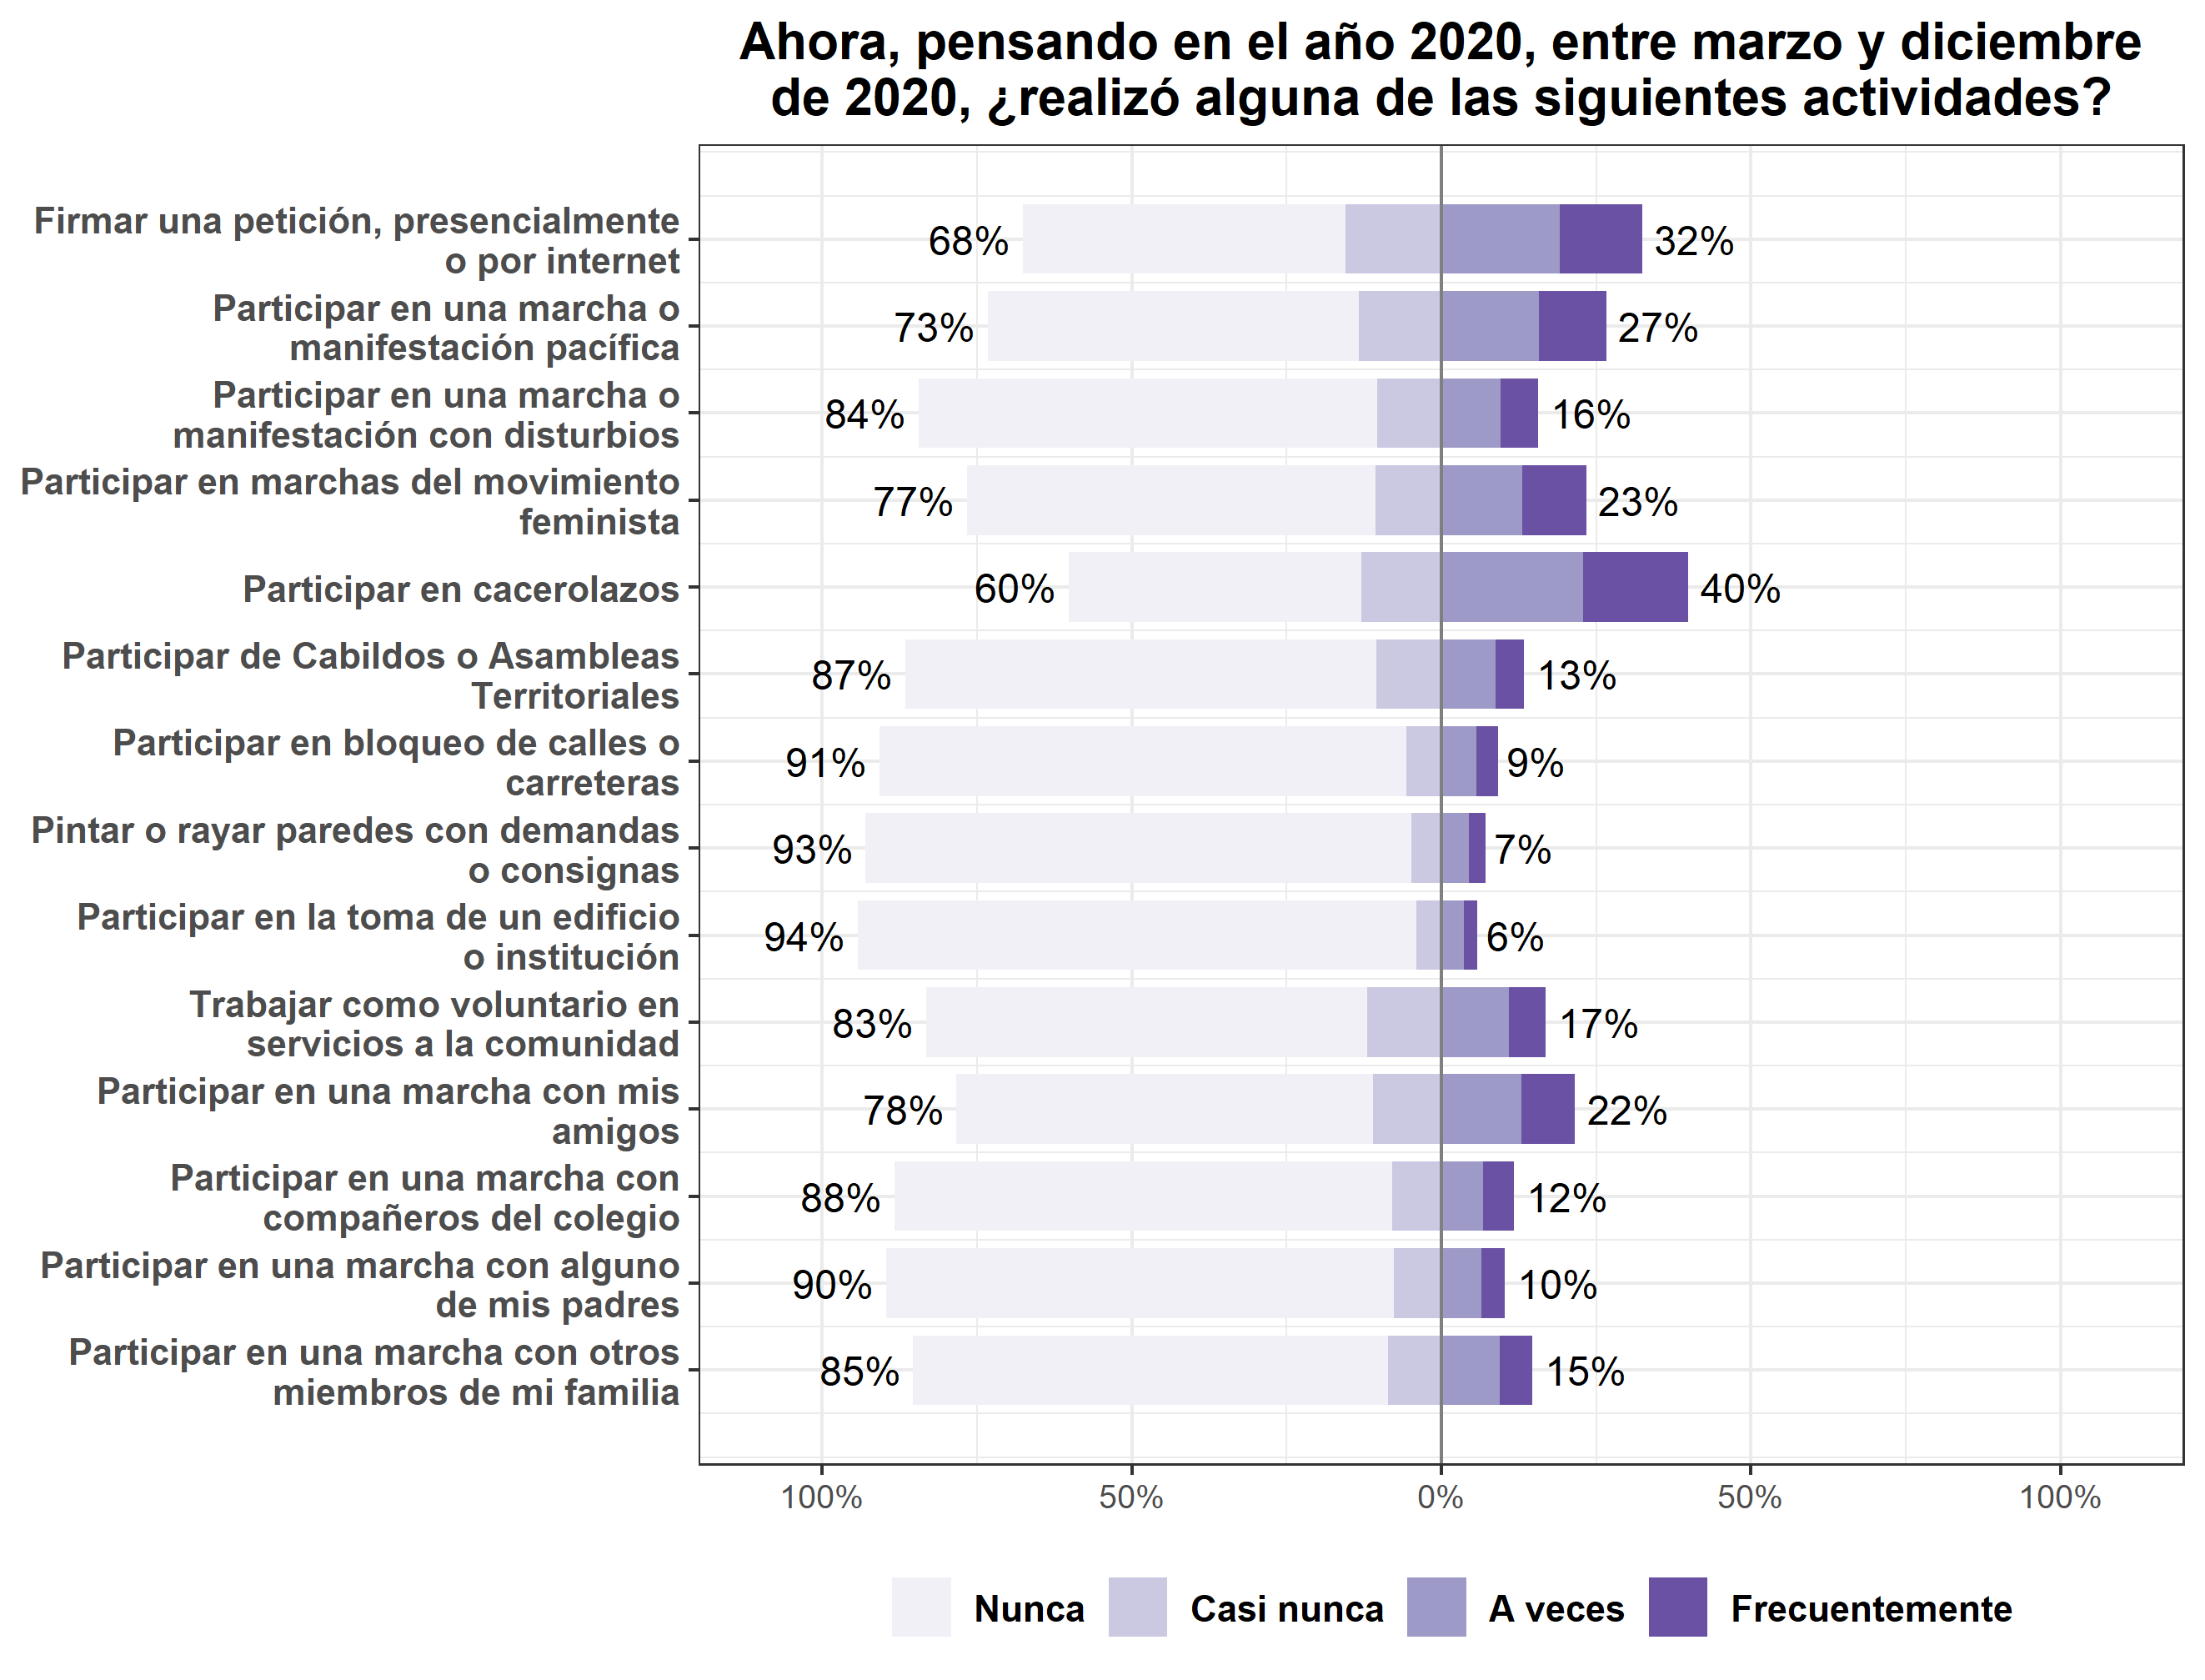 Ahora, pensando en el año 2020, entre marzo y diciembre
de 2020, ¿realizó alguna de las siguientes actividades?
Firmar una petición, presencialmente
o por internet
68%
32%
Participar en una marcha o
manifestación pacífica
73%
27%
Participar en una marcha o
manifestación con disturbios
84%
16%
Participar en marchas del movimiento
feminista
77%
23%
Participar en cacerolazos
60%
40%
Participar de Cabildos o Asambleas
Territoriales
87%
13%
Participar en bloqueo de calles o
carreteras
91%
9%
Pintar o rayar paredes con demandas
o consignas
93%
7%
Participar en la toma de un edificio
o institución
94%
6%
Trabajar como voluntario en
servicios a la comunidad
83%
17%
Participar en una marcha con mis
amigos
78%
22%
Participar en una marcha con
compañeros del colegio
88%
12%
Participar en una marcha con alguno
de mis padres
90%
10%
Participar en una marcha con otros
miembros de mi familia
85%
15%
100% 50% 0% 50% 100%
Nunca Casi nunca A veces Frecuentemente